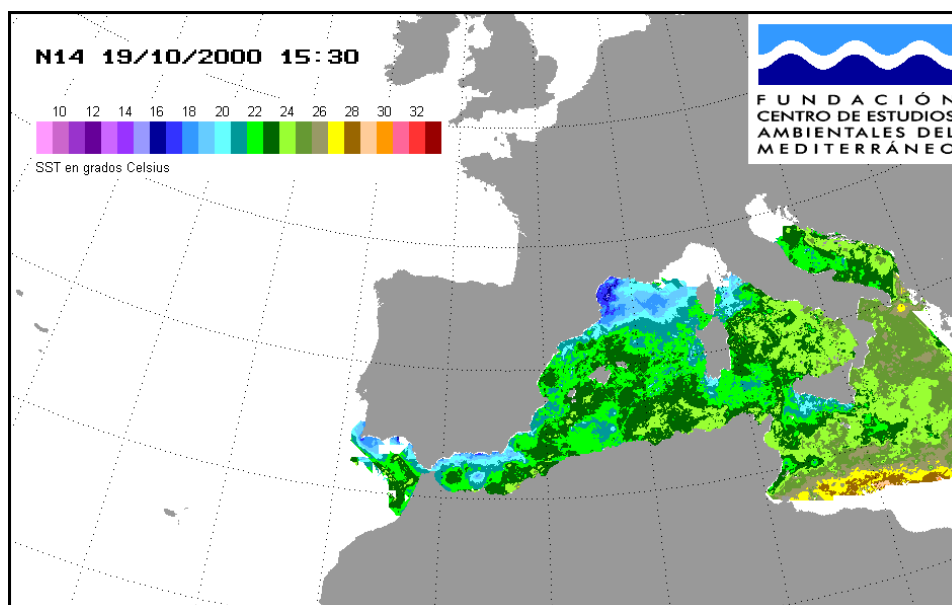 N14 19/10/2000 15:30
10 12 14 16 18 20 22 24 26 28 30 32
SST en grados Celsius
FUNDACIÓN
CENTRO DE ESTUDIOS
AMBIENTALES DEL
MEDITERRÁNEO